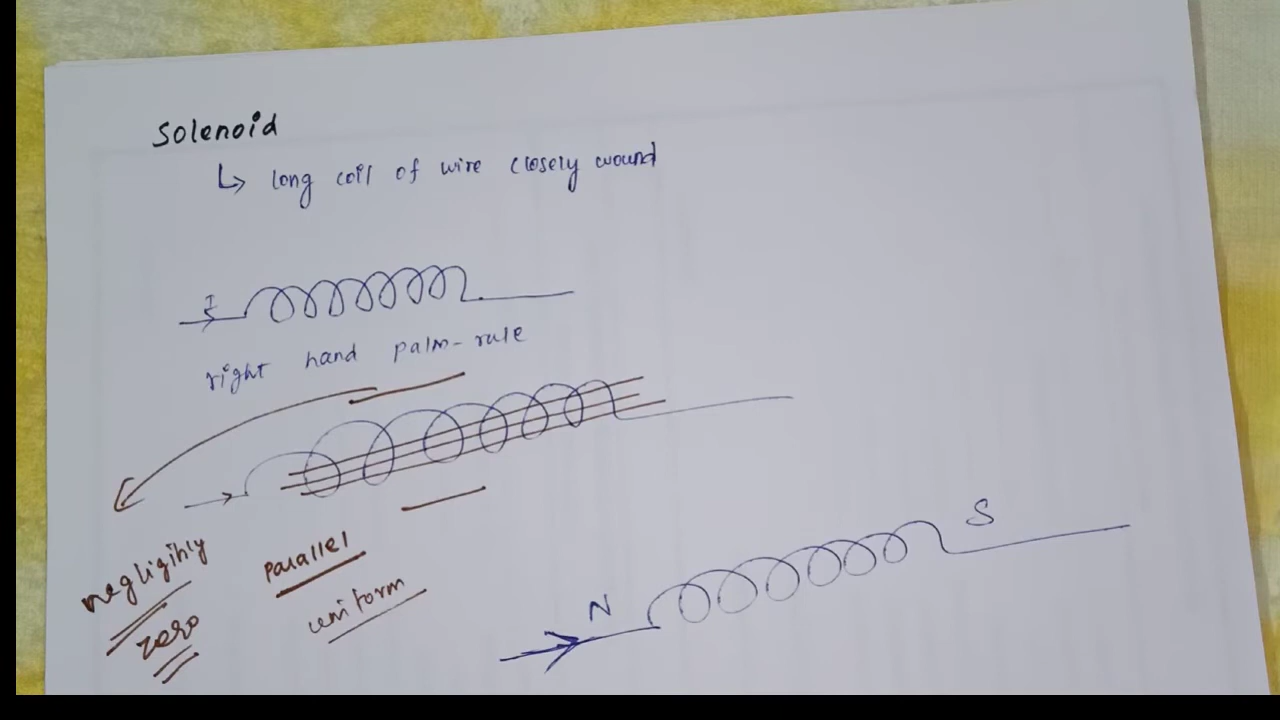 Solenoid
↳ long coil of wire closely wound
I
right hand palm-rule
negligibly
zero
parallel
uniform
N
S